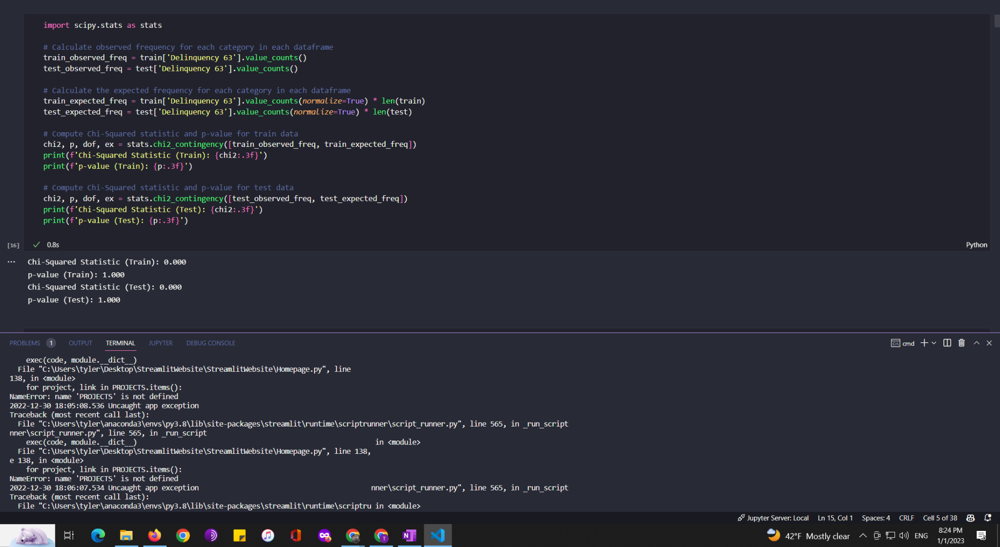 import scipy.stats as stats
# Calculate observed frequency for each category in each dataframe
train_observed_freq = train['Delinquency 63'].value_counts()
test_observed_freq = test['Delinquency 63'].value_counts()
# Calculate the expected frequency for each category in each dataframe
train_expected_freq = train['Delinquency 63'].value_counts(normalize=True) * len(train)
test_expected_freq = test['Delinquency 63'].value_counts(normalize=True) * len(test)
# Compute Chi-Squared statistic and p-value for train data
chi2, p, dof, ex = stats.chi2_contingency([train_observed_freq, train_expected_freq])
print(f'Chi-Squared Statistic (Train): {chi2:.3f}')
print(f'p-value (Train): {p:.3f}')
# Compute Chi-Squared statistic and p-value for test data
chi2, p, dof, ex = stats.chi2_contingency([test_observed_freq, test_expected_freq])
print(f'Chi-Squared Statistic (Test): {chi2:.3f}')
print(f'p-value (Test): {p:.3f}')
[16] 0.8s Python
... Chi-Squared Statistic (Train): 0.000
p-value (Train): 1.000
Chi-Squared Statistic (Test): 0.000
p-value (Test): 1.000
PROBLEMS 1 OUTPUT TERMINAL JUPYTER DEBUG CONSOLE cmd
    exec(code, module.__dict__)
  File "C:\Users\tyler\Desktop\StreamlitWebsite\StreamlitWebsite\Homepage.py", line
138, in <module>
    for project, link in PROJECTS.items():
NameError: name 'PROJECTS' is not defined
2022-12-30 18:05:08.536 Uncaught app exception
Traceback (most recent call last):
  File "C:\Users\tyler\anaconda3\envs\py3.8\lib\site-packages\streamlit\runtime\scriptrunner\script_runner.py", line 565, in _run_script
nner\script_runner.py", line 565, in _run_script
    exec(code, module.__dict__) in <module>
  File "C:\Users\tyler\Desktop\StreamlitWebsite\StreamlitWebsite\Homepage.py", line 138,
e 138, in <module>
    for project, link in PROJECTS.items():
NameError: name 'PROJECTS' is not defined
2022-12-30 18:06:07.534 Uncaught app exception nner\script_runner.py", line 565, in _run_script
Traceback (most recent call last):
  File "C:\Users\tyler\anaconda3\envs\py3.8\lib\site-packages\streamlit\runtime\scriptru in <module>
Jupyter Server: Local Ln 15, Col 1 Spaces: 4 CRLF Cell 5 of 38
42°F Mostly clear ENG 8:24 PM
1/1/2023